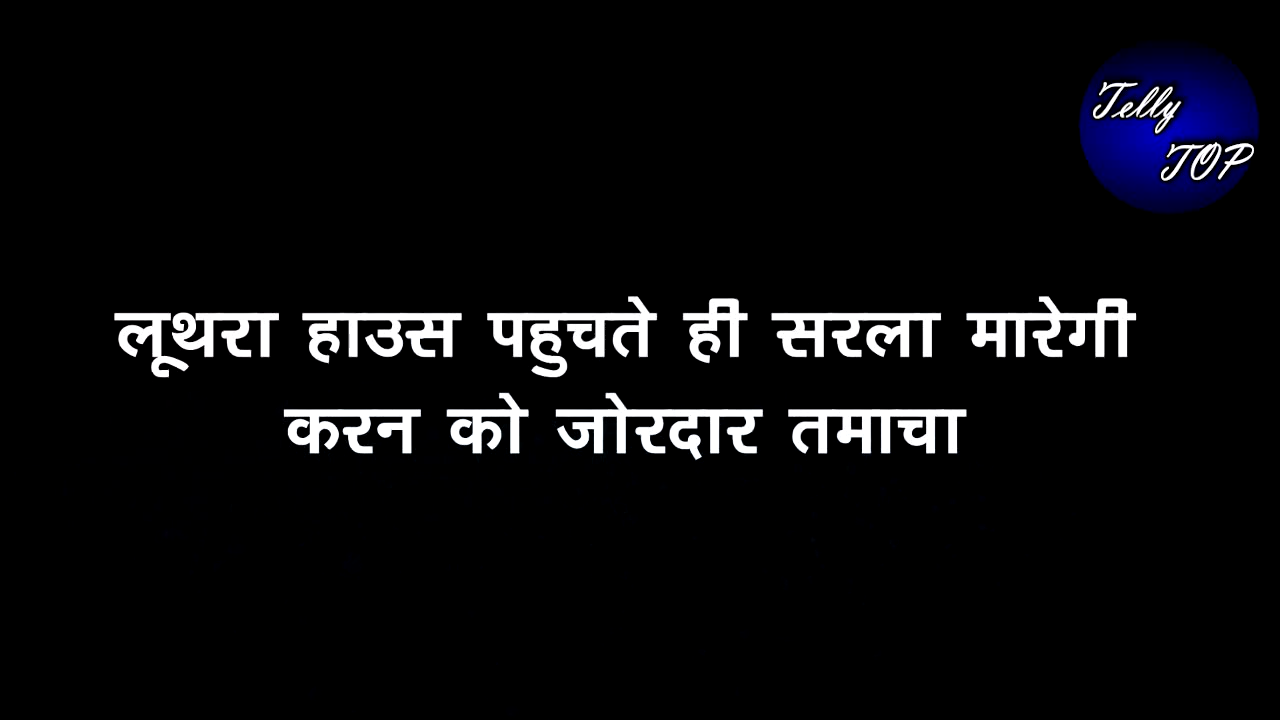 Telly
TOP
लूथरा हाउस पहुचते ही सरला मारेगी
करन को जोरदार तमाचा